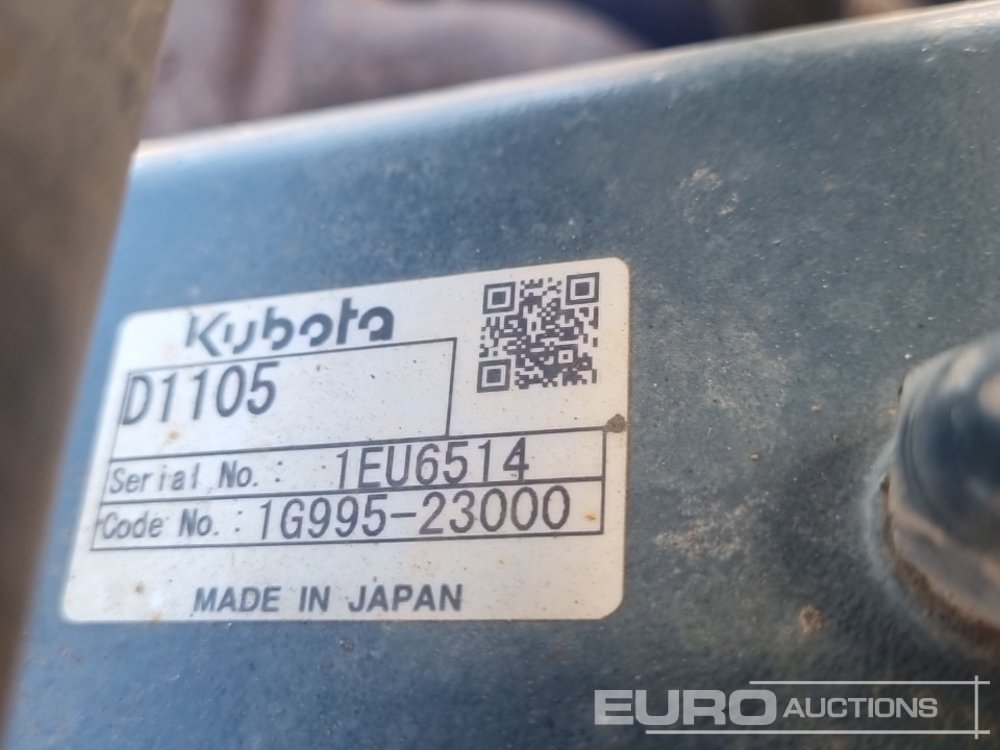 Kubota
D1105
Serial No.: 1EU6514
Code No.: 1G995-23000
MADE IN JAPAN
EURO AUCTIONS